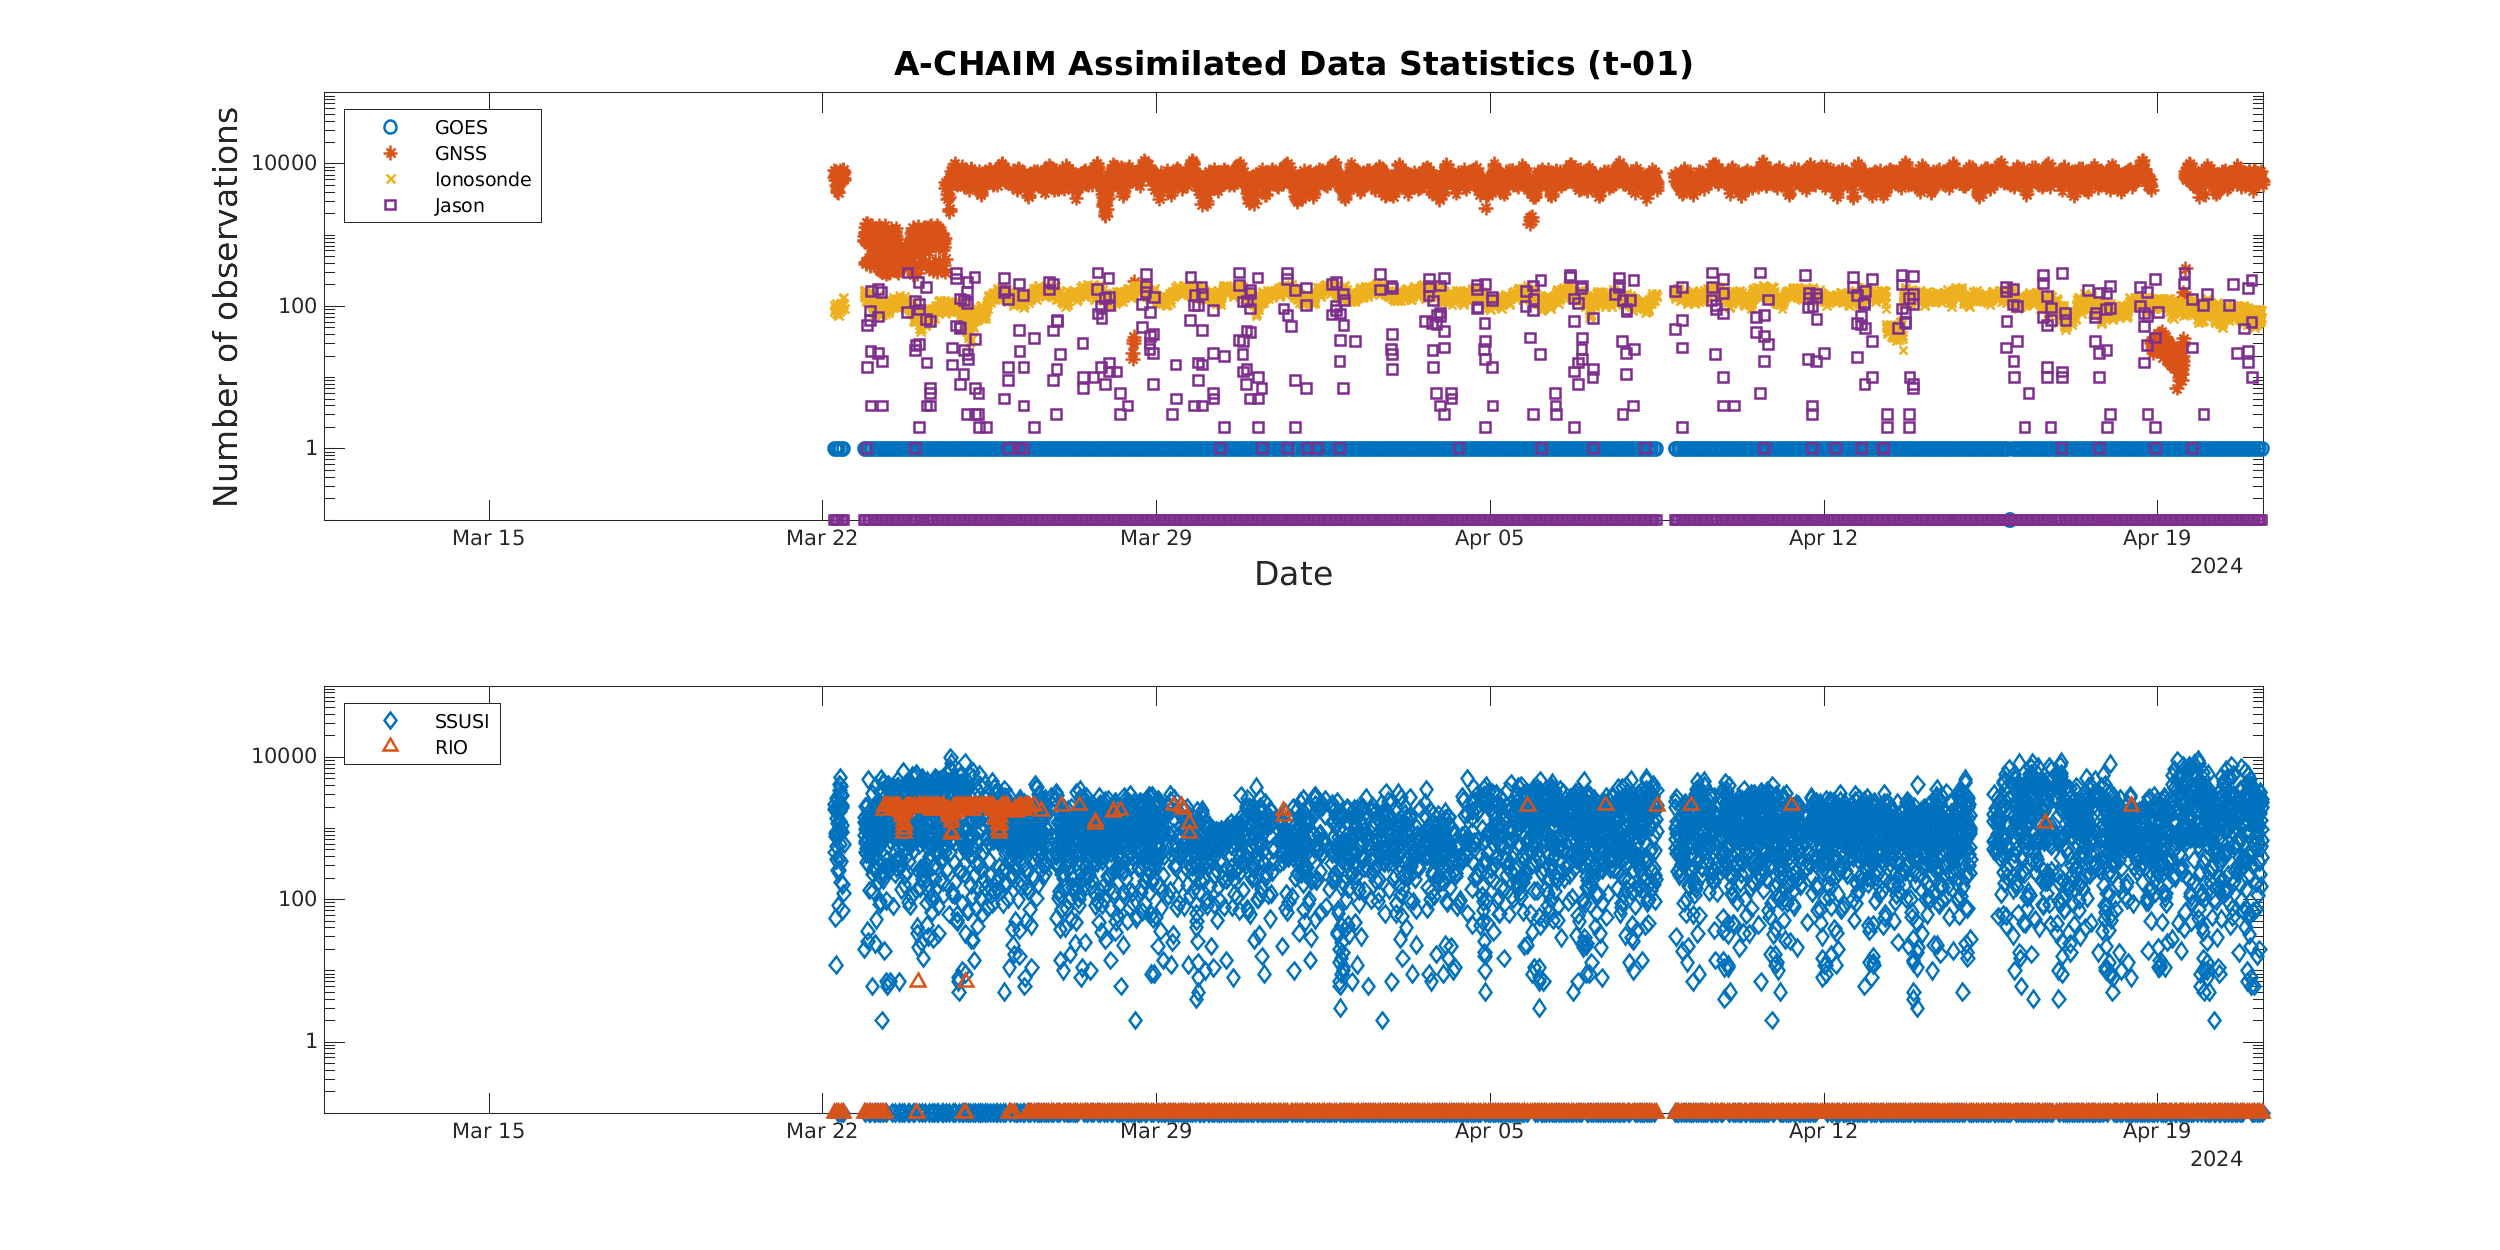 A-CHAIM Assimilated Data Statistics (t-01)
Number of observations
10000
100
1
GOES
GNSS
Ionosonde
Jason
Mar 15
Mar 22
Mar 29
Apr 05
Apr 12
Apr 19
2024
Date
10000
100
1
SSUSI
RIO
Mar 15
Mar 22
Mar 29
Apr 05
Apr 12
Apr 19
2024